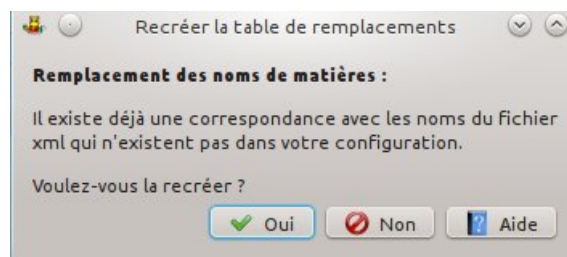 Recréer la table de remplacements
Remplacement des noms de matières :
Il existe déjà une correspondance avec les noms du fichier
xml qui n'existent pas dans votre configuration.
Voulez-vous la recréer ?
Oui Non Aide